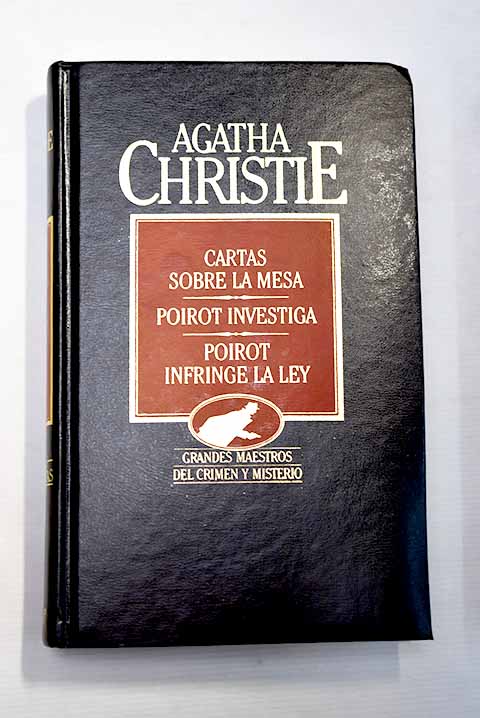 AGATHA
CHRISTIE
CARTAS
SOBRE LA MESA
POIROT INVESTIGA
POIROT
INFRINGE LA LEY
GRANDES MAESTROS
DEL CRIMEN Y MISTERIO